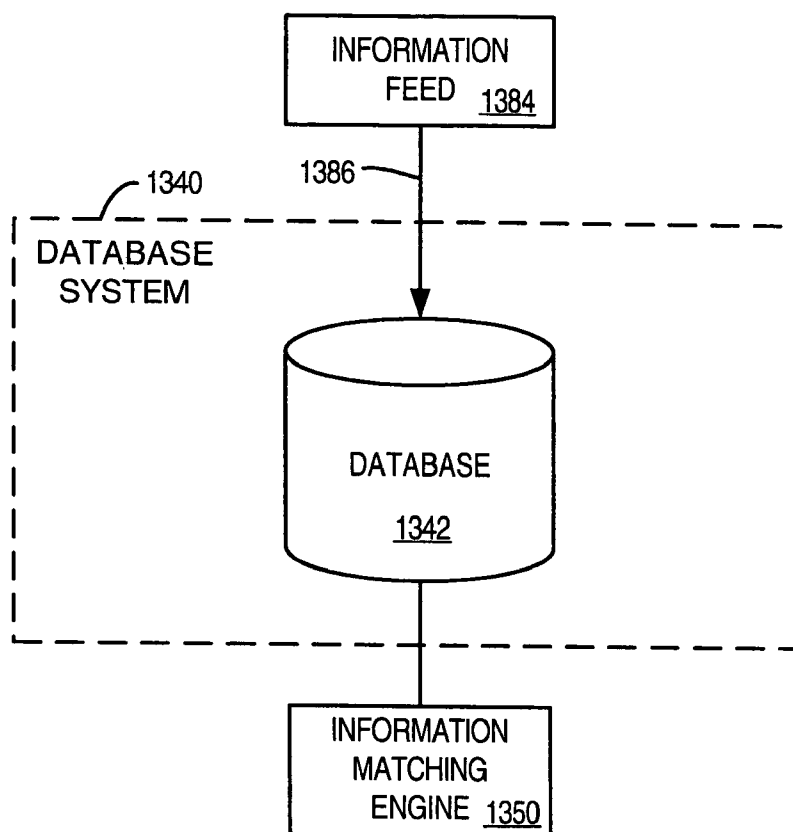 INFORMATION
FEED 1384
1386
1340
DATABASE
SYSTEM
DATABASE
1342
INFORMATION
MATCHING
ENGINE 1350